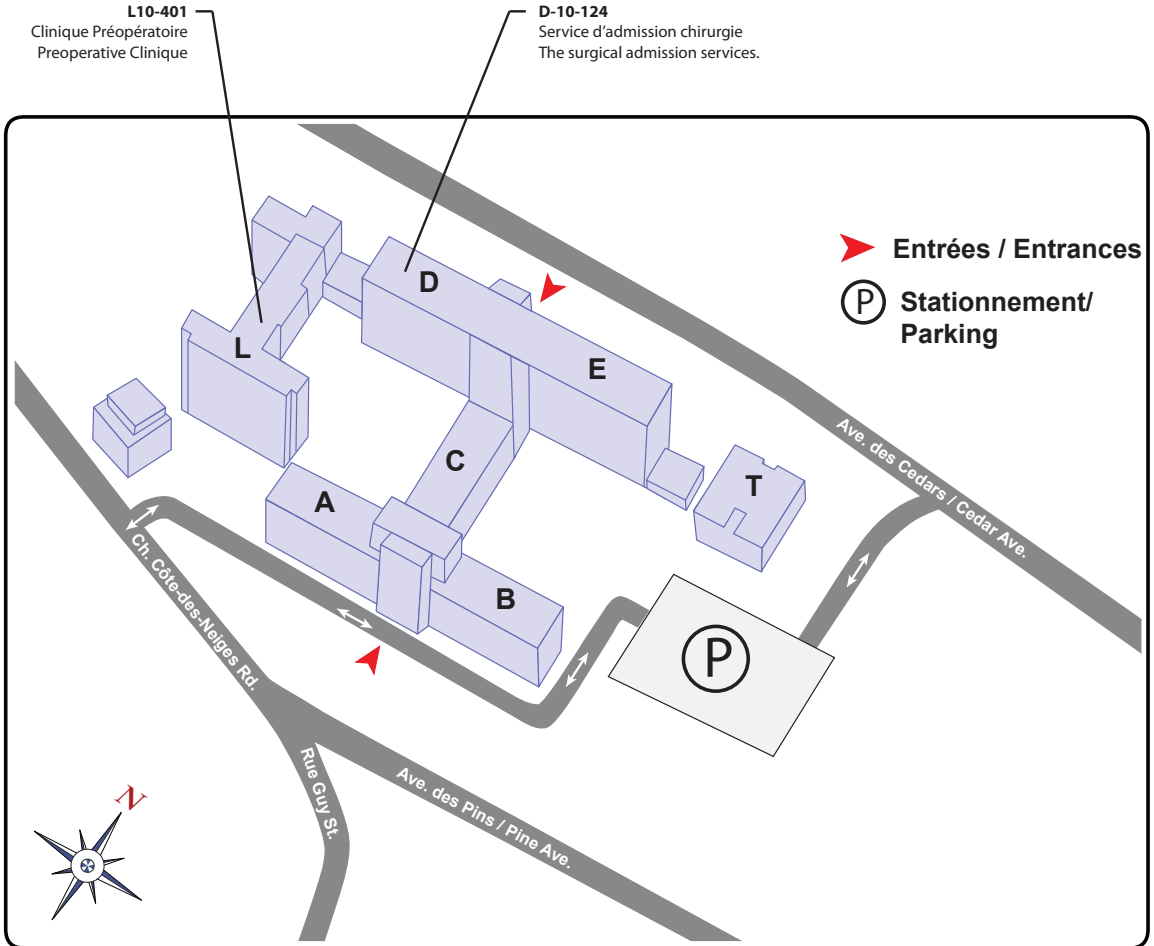 L10-401
Clinique Préopératoire
Preoperative Clinique
D-10-124
Service d’admission chirurgie
The surgical admission services.
Entrées / Entrances
P
Stationnement/
Parking
D
E
L
C
A
B
T
Ave. des Cedars / Cedar Ave.
Ch. Côte-des-Neiges Rd.
P
Rue Guy St.
Ave. des Pins / Pine Ave.
N